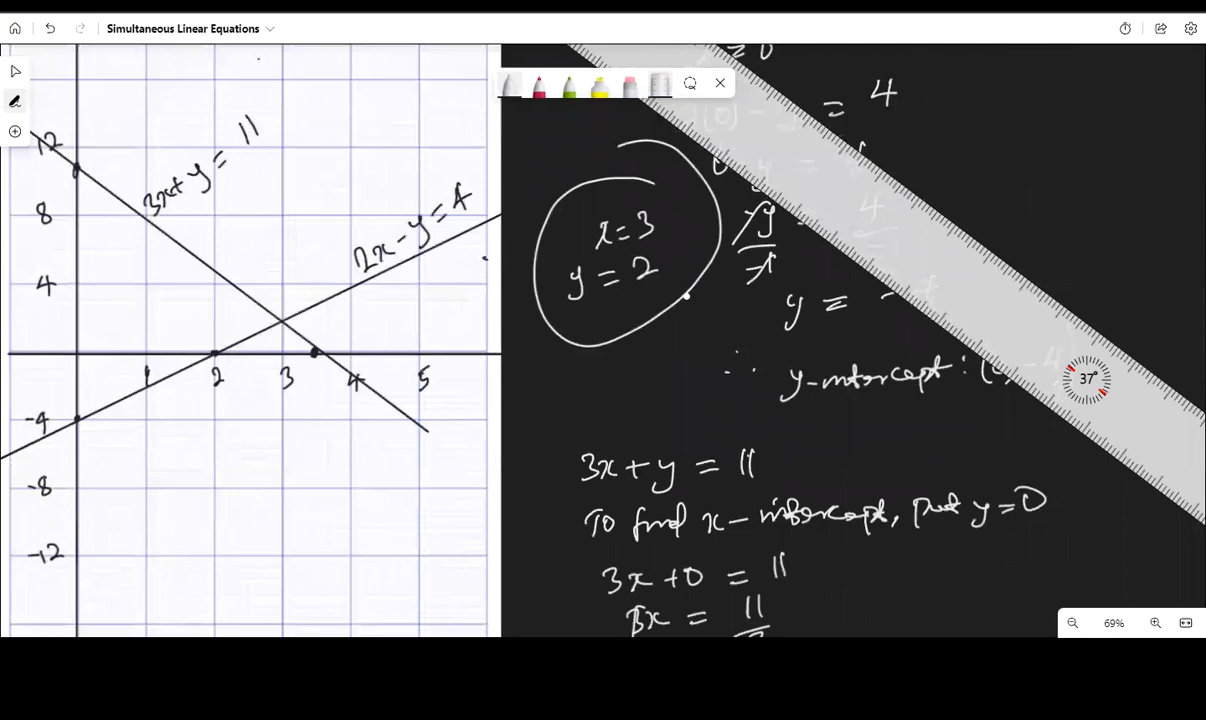 Simultaneous Linear Equations
12
8
4
-4
-8
-12
1 2 3 4 5
3x+y=11
2x-y=4
x=3
y=2
= 4
-y
-1
y =
∴ y-intercept:
37°
3x+y = 11
To find x-intercept, put y=0
3x+0 = 11
3x = 11
69%